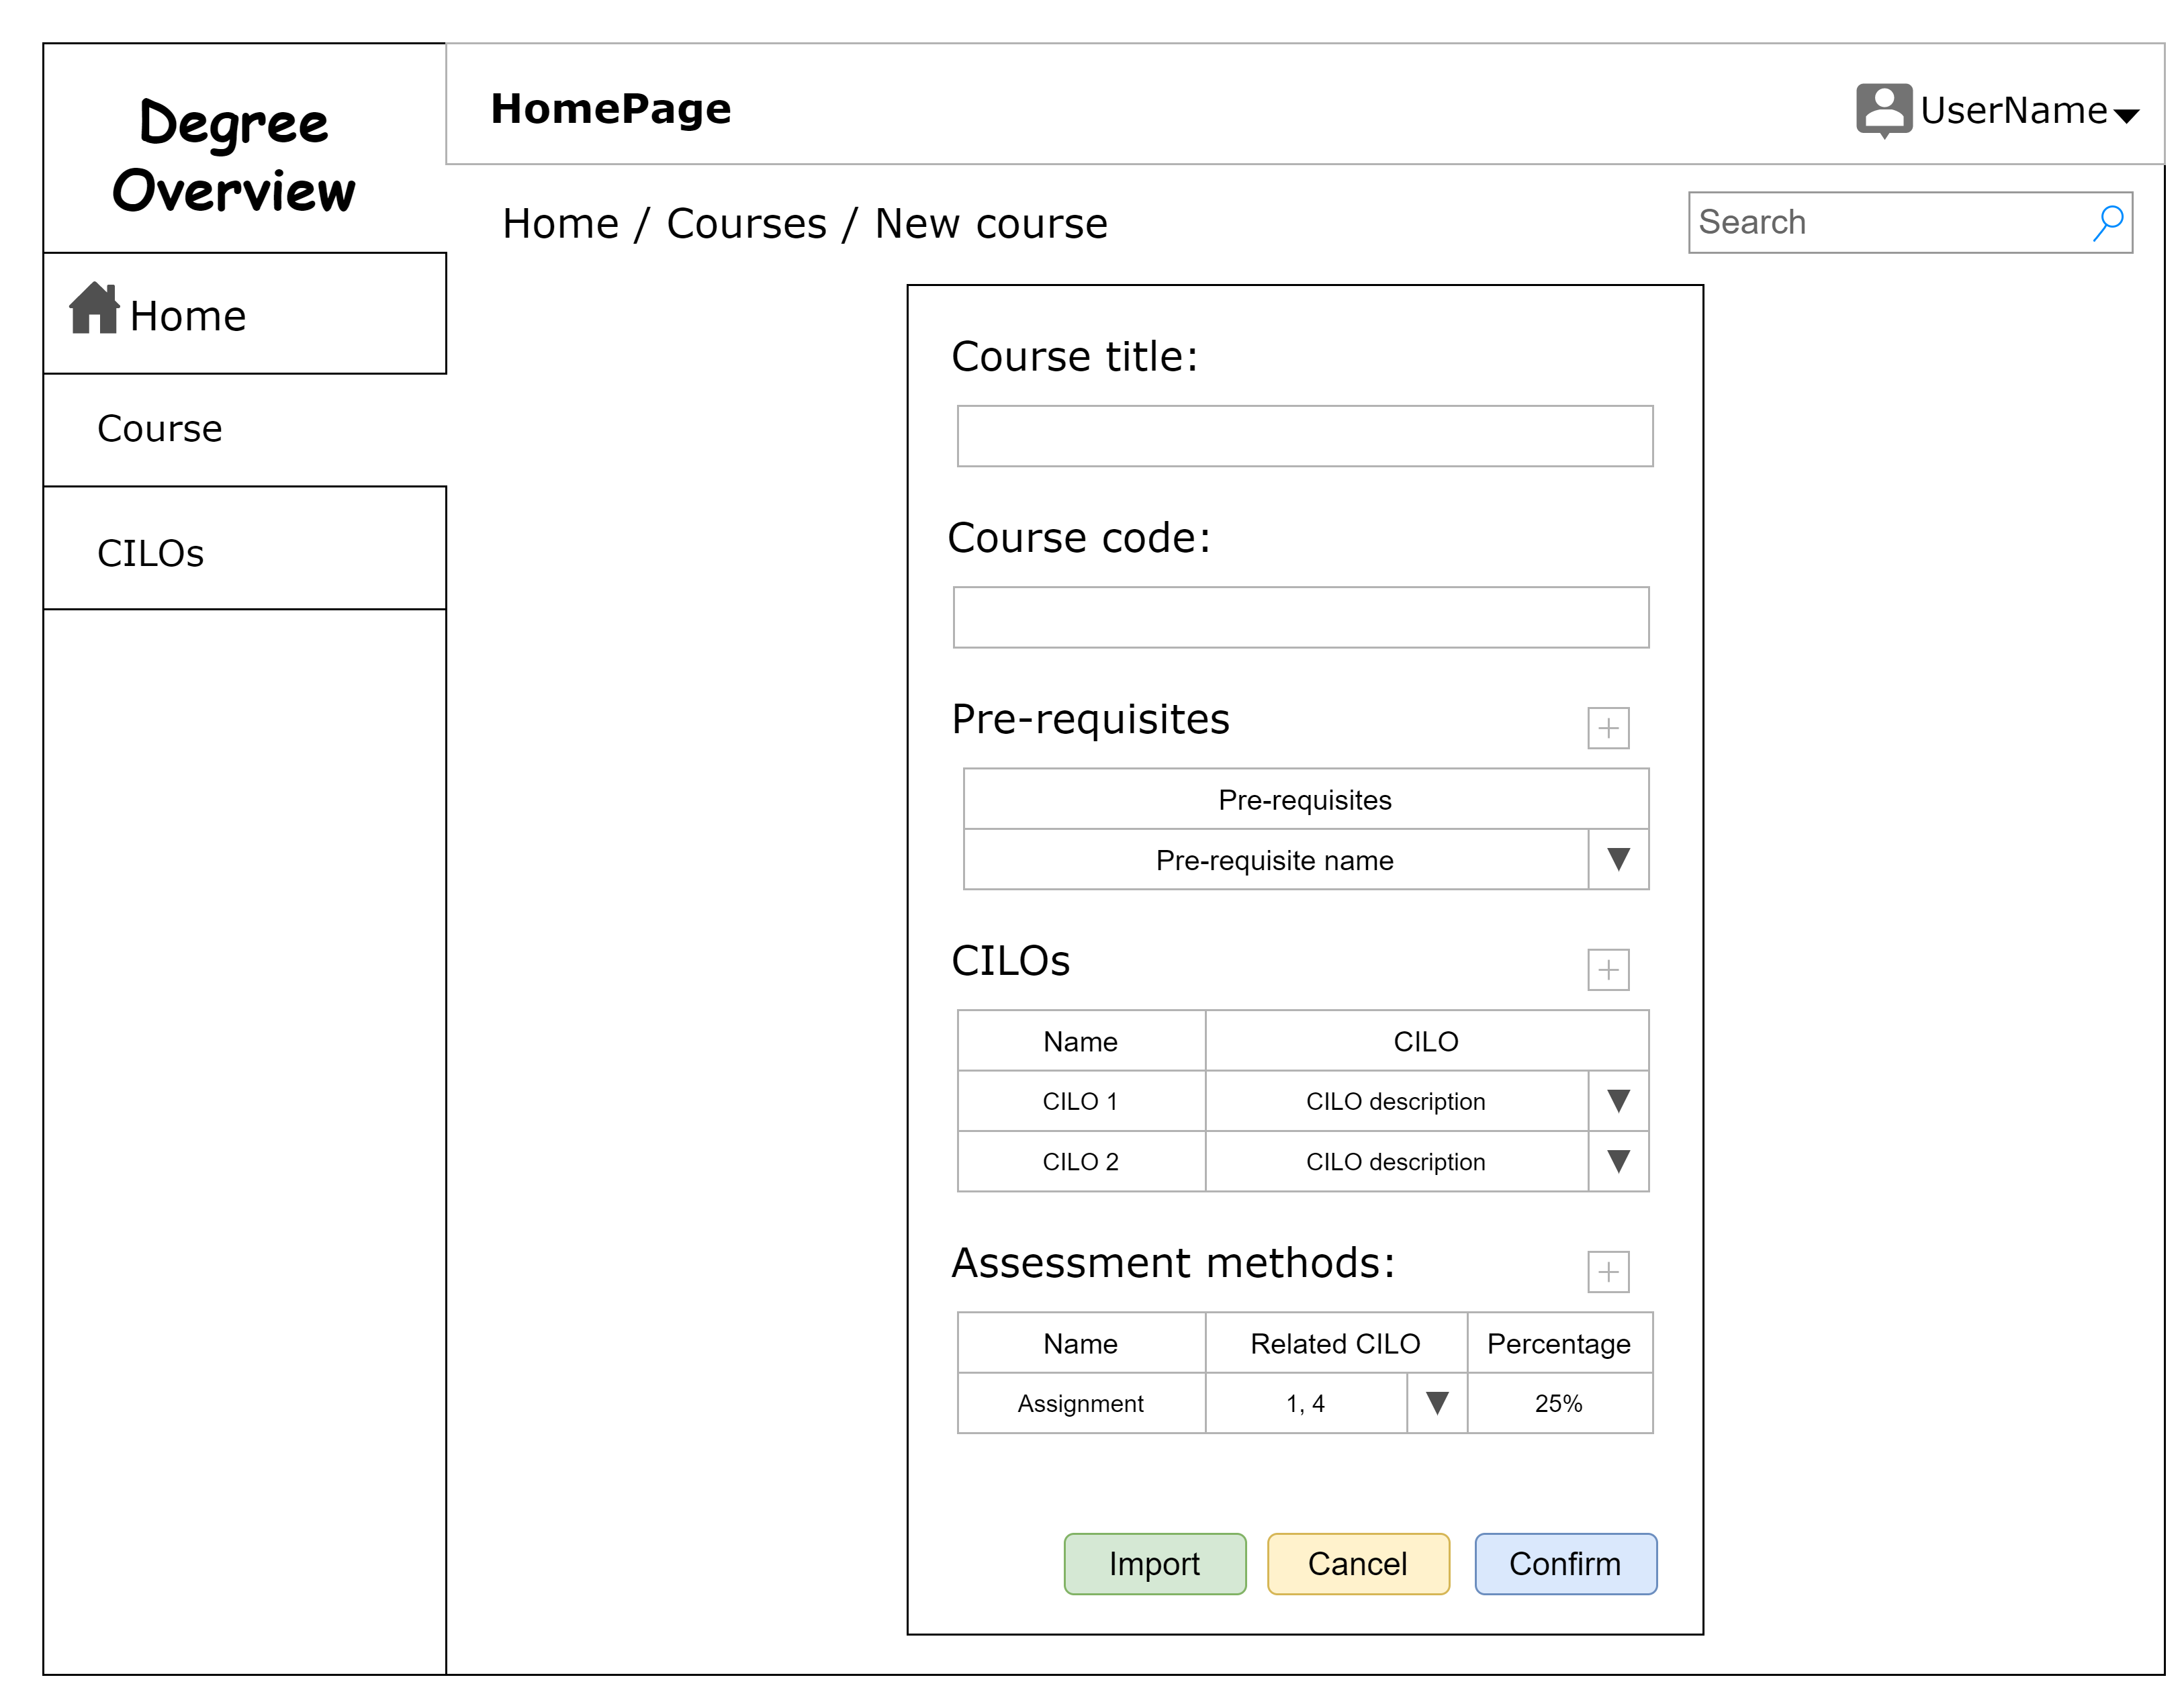 Degree
Overview
HomePage
UserName
Home / Courses / New course
Search
Home
Course
CILOs
Course title:
Course code:
Pre-requisites
Pre-requisites
Pre-requisite name
CILOs
Name CILO
CILO 1 CILO description
CILO 2 CILO description
Assessment methods:
Name Related CILO Percentage
Assignment 1, 4 25%
Import Cancel Confirm